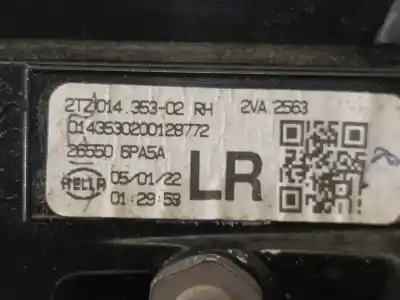 2TZ 014.353-02 RH 2VA.2563
0143530200128772
26550 6PA5A
HELLA 05/01/22 LR
01:29:53